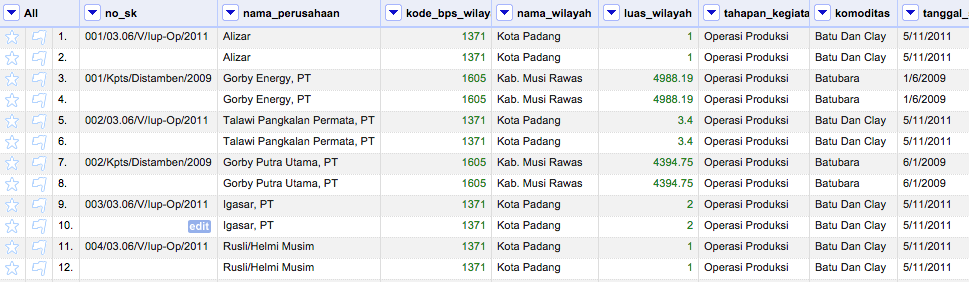 All no_sk nama_perusahaan kode_bps_wilay nama_wilayah luas_wilayah tahapan_kegiata komoditas tanggal_
1. 001/03.06/V/Iup-Op/2011 Alizar 1371 Kota Padang 1 Operasi Produksi Batu Dan Clay 5/11/2011
2. Alizar 1371 Kota Padang 1 Operasi Produksi Batu Dan Clay 5/11/2011
3. 001/Kpts/Distamben/2009 Gorby Energy, PT 1605 Kab. Musi Rawas 4988.19 Operasi Produksi Batubara 1/6/2009
4. Gorby Energy, PT 1605 Kab. Musi Rawas 4988.19 Operasi Produksi Batubara 1/6/2009
5. 002/03.06/V/Iup-Op/2011 Talawi Pangkalan Permata, PT 1371 Kota Padang 3.4 Operasi Produksi Batu Dan Clay 5/11/2011
6. Talawi Pangkalan Permata, PT 1371 Kota Padang 3.4 Operasi Produksi Batu Dan Clay 5/11/2011
7. 002/Kpts/Distamben/2009 Gorby Putra Utama, PT 1605 Kab. Musi Rawas 4394.75 Operasi Produksi Batubara 6/1/2009
8. Gorby Putra Utama, PT 1605 Kab. Musi Rawas 4394.75 Operasi Produksi Batubara 6/1/2009
9. 003/03.06/V/Iup-Op/2011 Igasar, PT 1371 Kota Padang 2 Operasi Produksi Batu Dan Clay 5/11/2011
10. edit Igasar, PT 1371 Kota Padang 2 Operasi Produksi Batu Dan Clay 5/11/2011
11. 004/03.06/V/Iup-Op/2011 Rusli/Helmi Musim 1371 Kota Padang 1 Operasi Produksi Batu Dan Clay 5/11/2011
12. Rusli/Helmi Musim 1371 Kota Padang 1 Operasi Produksi Batu Dan Clay 5/11/2011